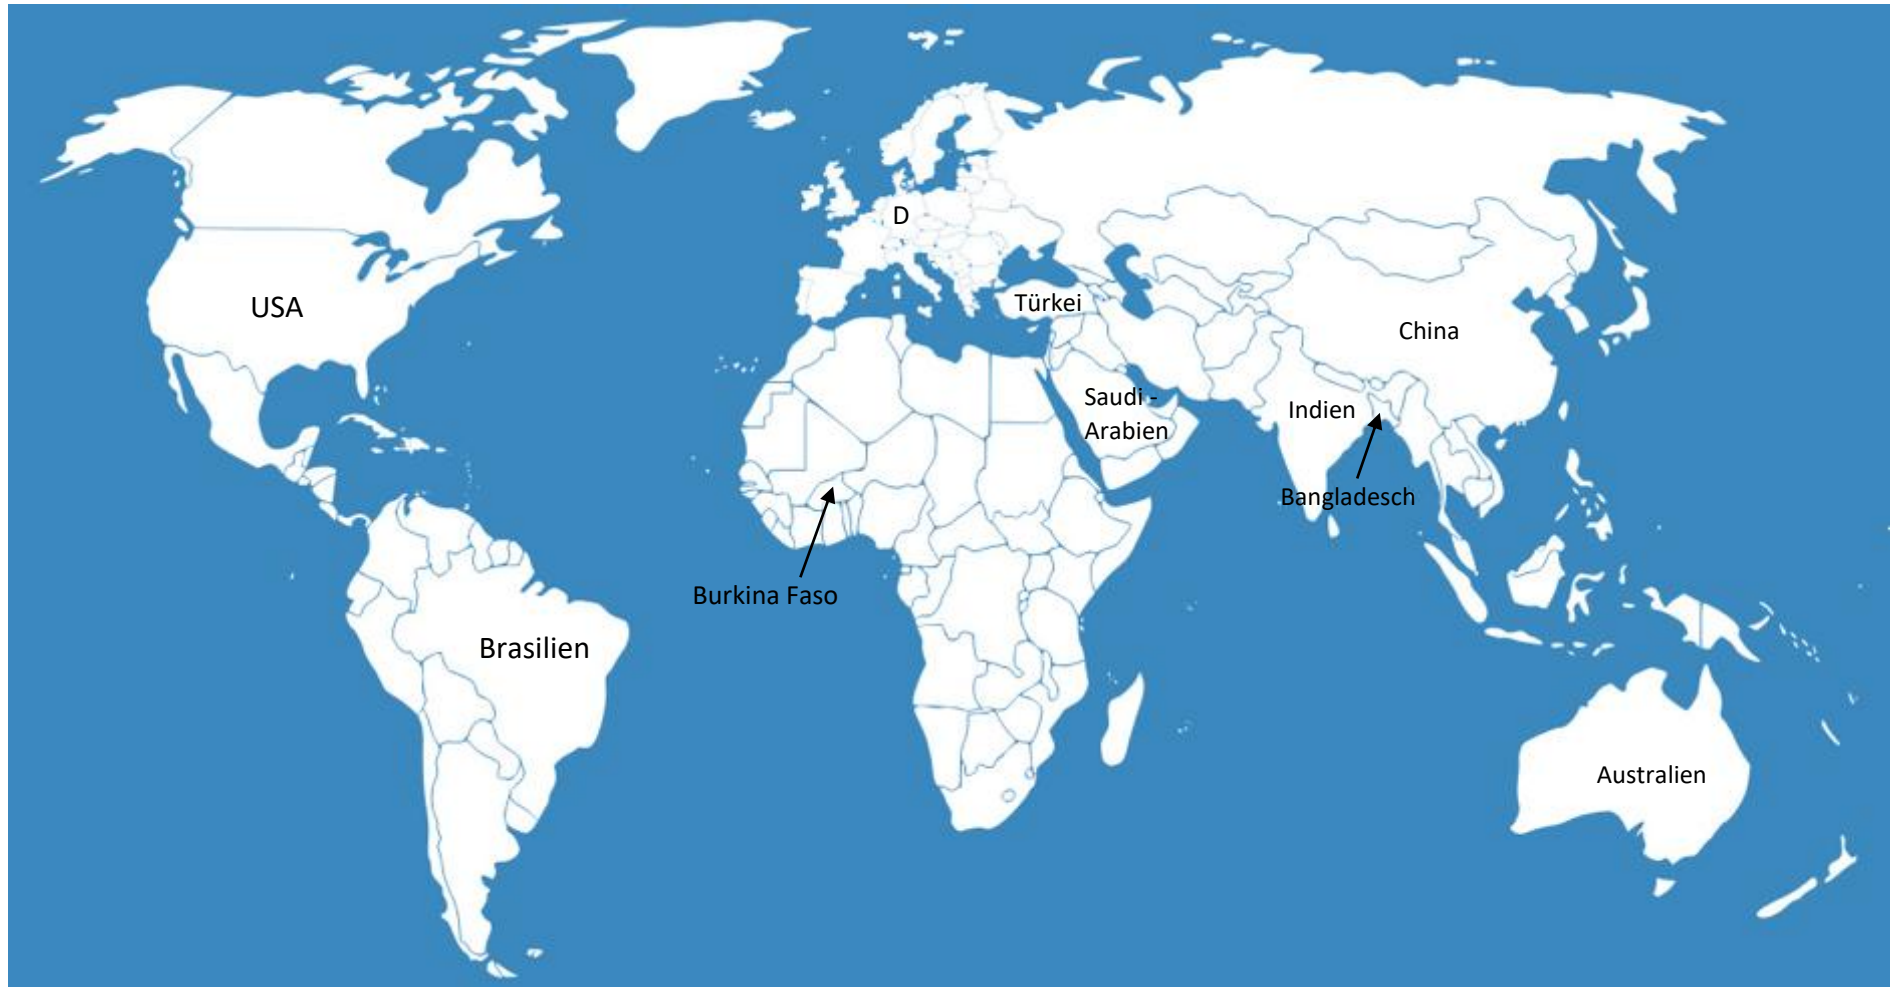 D
USA
Türkei
China
Saudi -
Arabien
Indien
Bangladesch
Burkina Faso
Brasilien
Australien